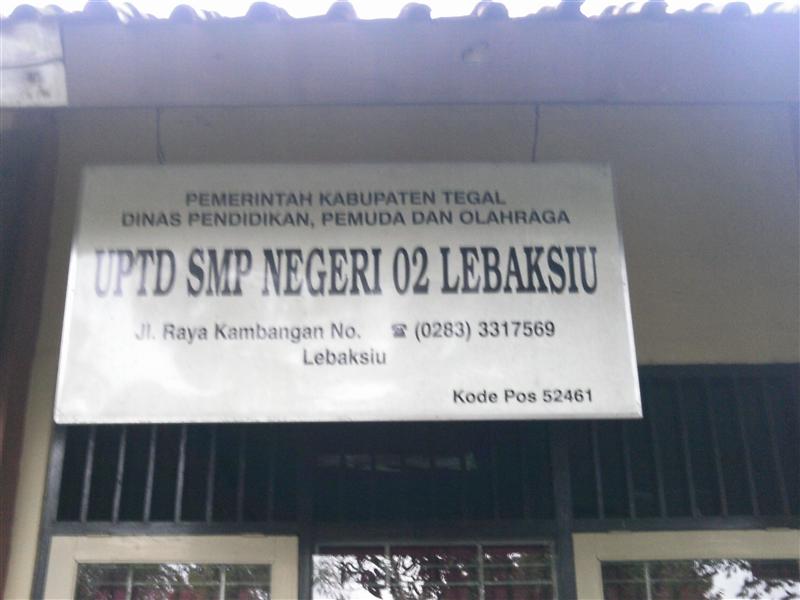 PEMERINTAH KABUPATEN TEGAL
DINAS PENDIDIKAN, PEMUDA DAN OLAHRAGA
UPTD SMP NEGERI 02 LEBAKSIU
Jl. Raya Kambangan No. ☎ (0283) 3317569
Lebaksiu
Kode Pos 52461